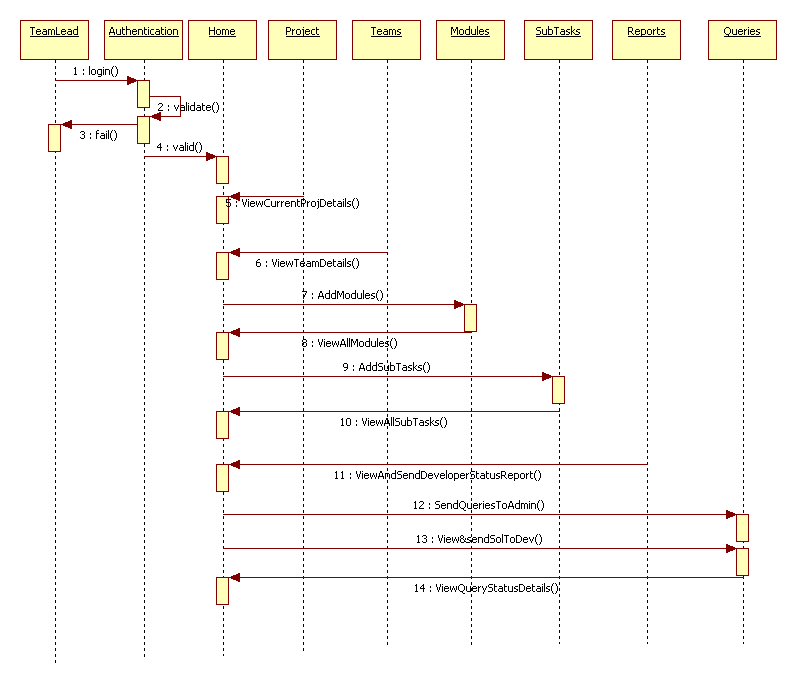 TeamLead
Authentication
Home
Project
Teams
Modules
SubTasks
Reports
Queries
1 : login()
2 : validate()
3 : fail()
4 : valid()
5 : ViewCurrentProjDetails()
6 : ViewTeamDetails()
7 : AddModules()
8 : ViewAllModules()
9 : AddSubTasks()
10 : ViewAllSubTasks()
11 : ViewAndSendDeveloperStatusReport()
12 : SendQueriesToAdmin()
13 : View&sendSolToDev()
14 : ViewQueryStatusDetails()